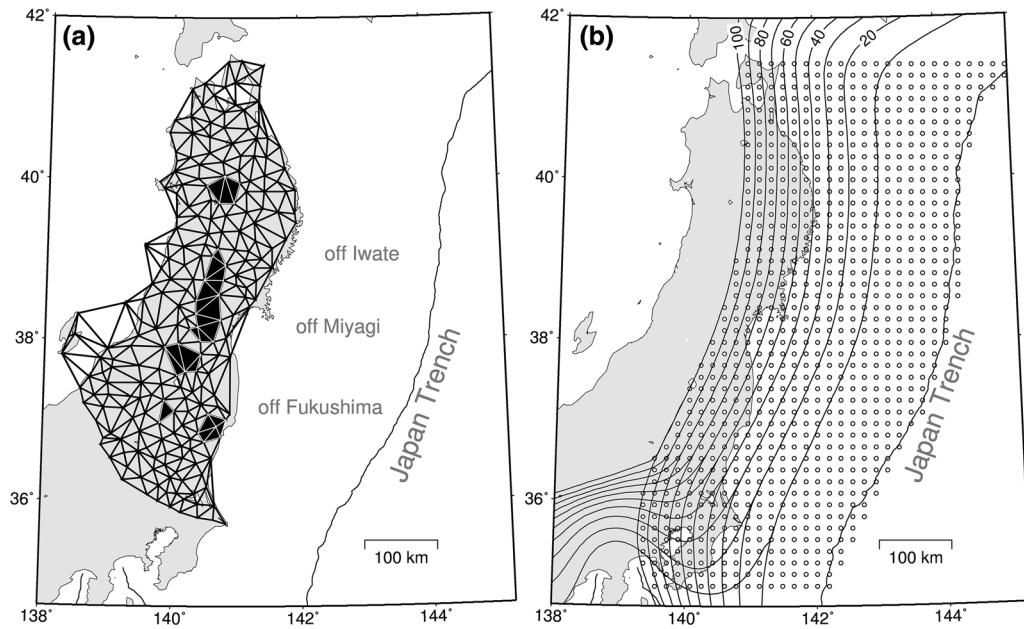 (a)
42°
40°
38°
36°
138°
140°
142°
144°
off Iwate
off Miyagi
off Fukushima
Japan Trench
100 km
(b)
42°
40°
38°
36°
138°
140°
142°
144°
100
80
60
40
20
Japan Trench
100 km